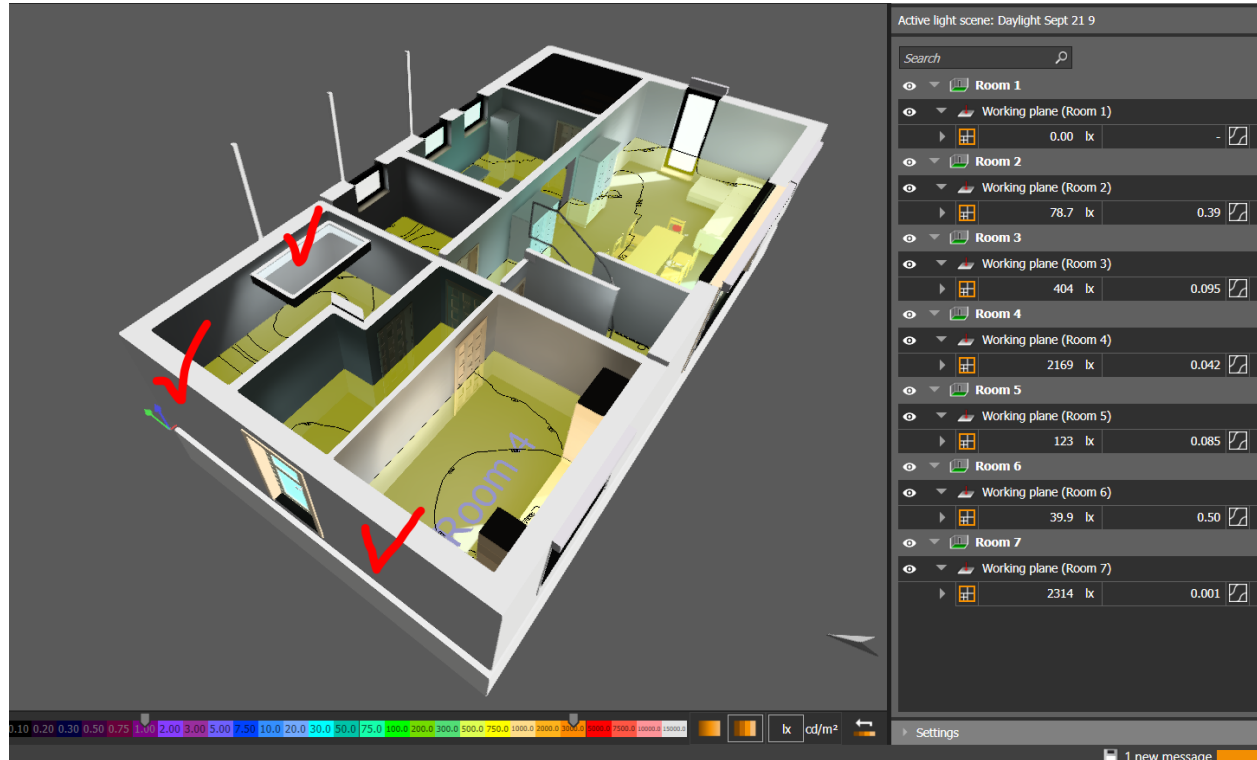 Active light scene: Daylight Sept 21 9
Search
Room 1
Working plane (Room 1)
0.00 lx -
Room 2
Working plane (Room 2)
78.7 lx 0.39
Room 3
Working plane (Room 3)
404 lx 0.095
Room 4
Working plane (Room 4)
2169 lx 0.042
Room 5
Working plane (Room 5)
123 lx 0.085
Room 6
Working plane (Room 6)
39.9 lx 0.50
Room 7
Working plane (Room 7)
2314 lx 0.001
Room 4
0.10 0.20 0.30 0.50 0.75 1.00 2.00 3.00 5.00 7.50 10.0 20.0 30.0 50.0 75.0 100.0 200.0 300.0 500.0 750.0 1000.0 2000.0 3000.0 5000.0 7500.0 10000.0 15000.0 lx cd/m²
Settings
1 new message